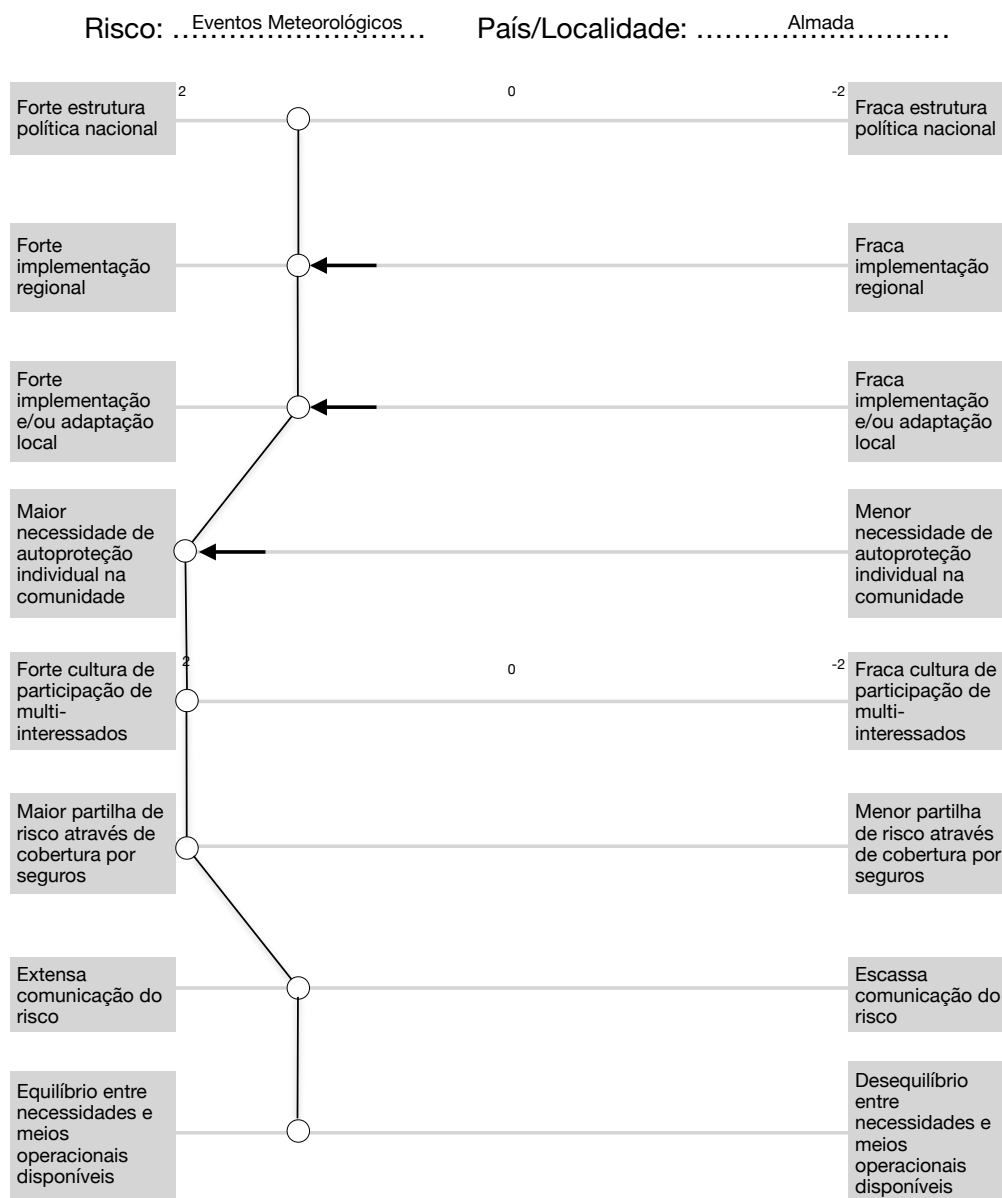 Risco: Eventos Meteorológicos País/Localidade: Almada
2 0 -2
Forte estrutura
política nacional
Fraca estrutura
política nacional
Forte
implementação
regional
Fraca
implementação
regional
Forte
implementação
e/ou adaptação
local
Fraca
implementação
e/ou adaptação
local
Maior
necessidade de
autoproteção
individual na
comunidade
Menor
necessidade de
autoproteção
individual na
comunidade
2 0 -2
Forte cultura de
participação de
multi-
interessados
Fraca cultura de
participação de
multi-
interessados
Maior partilha de
risco através de
cobertura por
seguros
Menor partilha
de risco através
de cobertura por
seguros
Extensa
comunicação do
risco
Escassa
comunicação do
risco
Equilíbrio entre
necessidades e
meios
operacionais
disponíveis
Desequilíbrio
entre
necessidades e
meios
operacionais
disponíveis